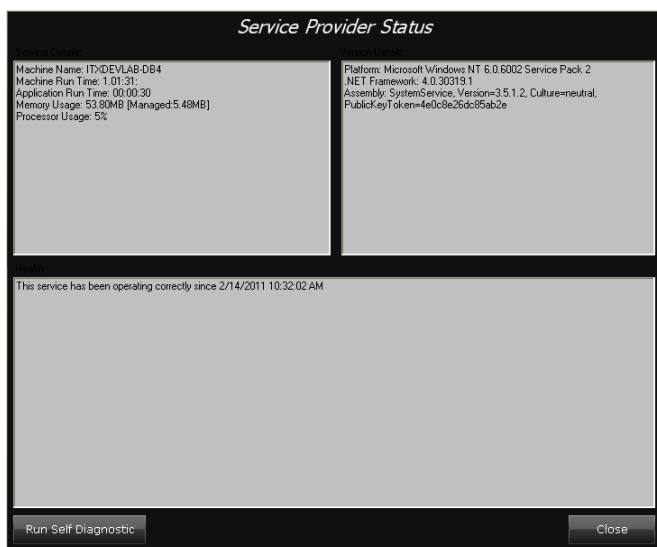 Service Provider Status
Service Details:
Machine Name: ITXDEVLAB-DB4
Machine Run Time: 1.01:31:
Application Run Time: 00:00:30
Memory Usage: 53.80MB [Managed:5.48MB]
Processor Usage: 5%
Version Details:
Platform: Microsoft Windows NT 6.0.6002 Service Pack 2
.NET Framework: 4.0.30319.1
Assembly: SystemService, Version=3.5.1.2, Culture=neutral,
PublicKeyToken=4e0c8e26dc85ab2e
Health:
This service has been operating correctly since 2/14/2011 10:32:02 AM
Run Self Diagnostic
Close